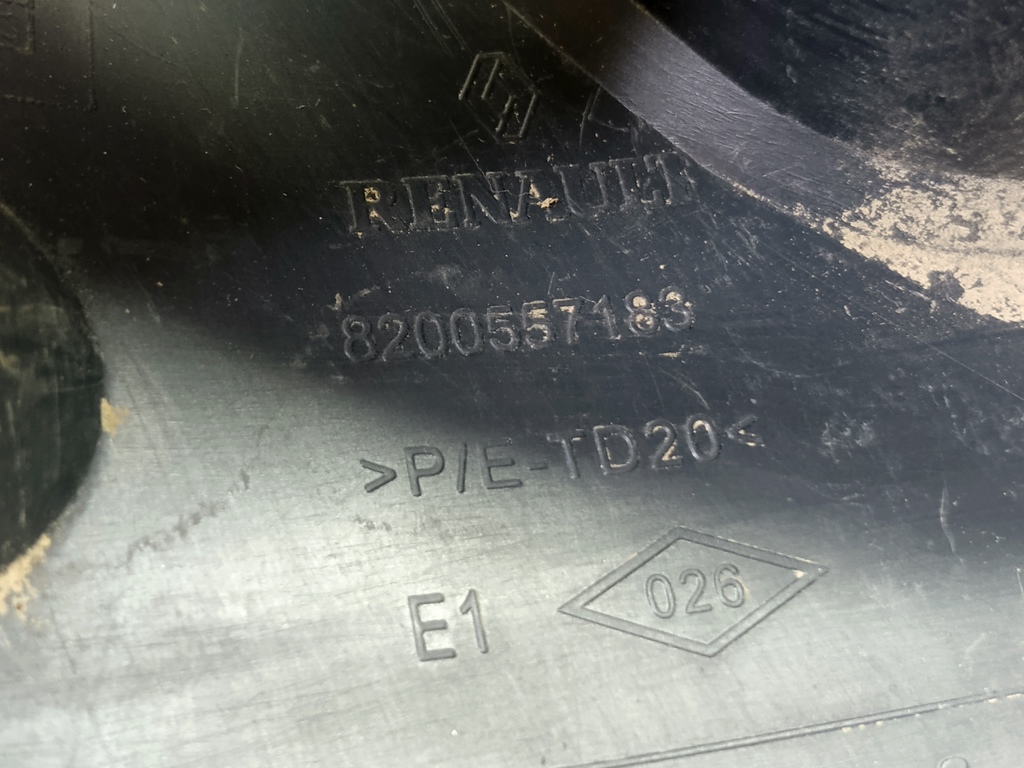 RENAULT
8200557183
>P/E-TD20<
E1
026